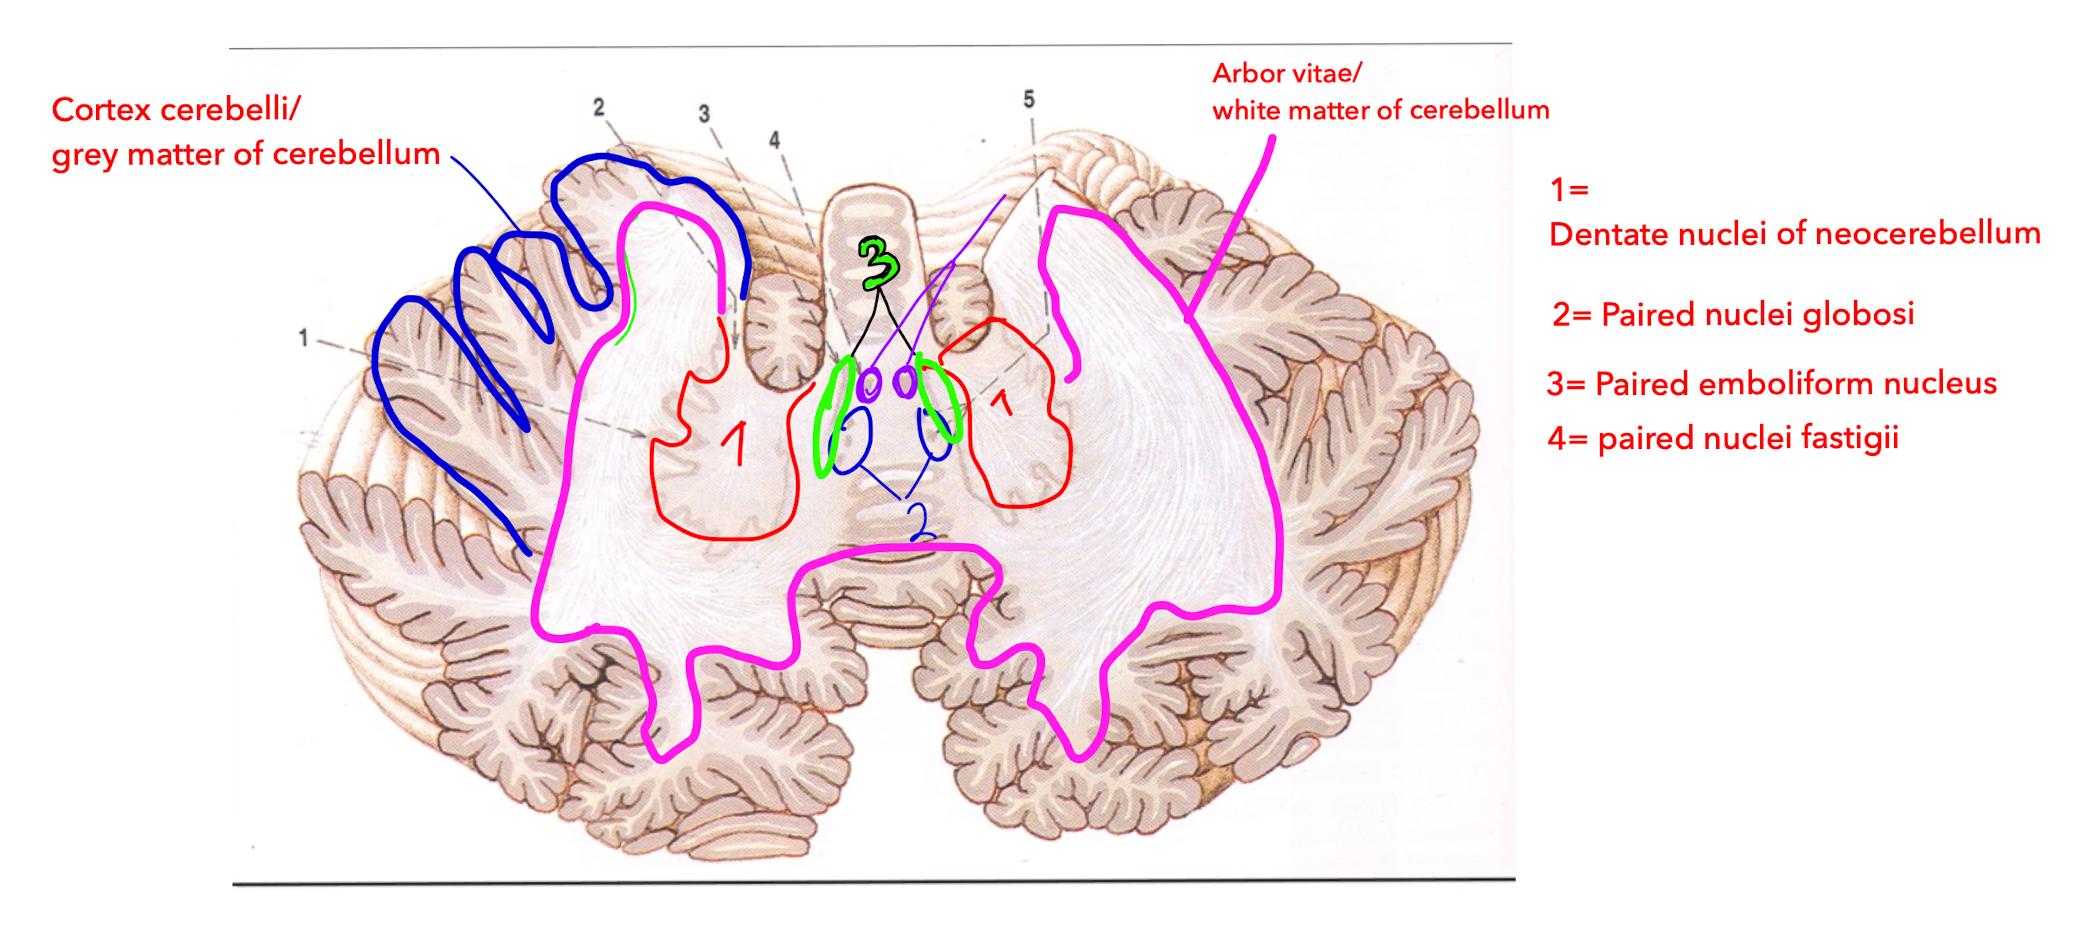 Cortex cerebelli/
grey matter of cerebellum
2
3
4
5
Arbor vitae/
white matter of cerebellum
1=
Dentate nuclei of neocerebellum
2= Paired nuclei globosi
3= Paired emboliform nucleus
4= paired nuclei fastigii
3
1
1
1
2